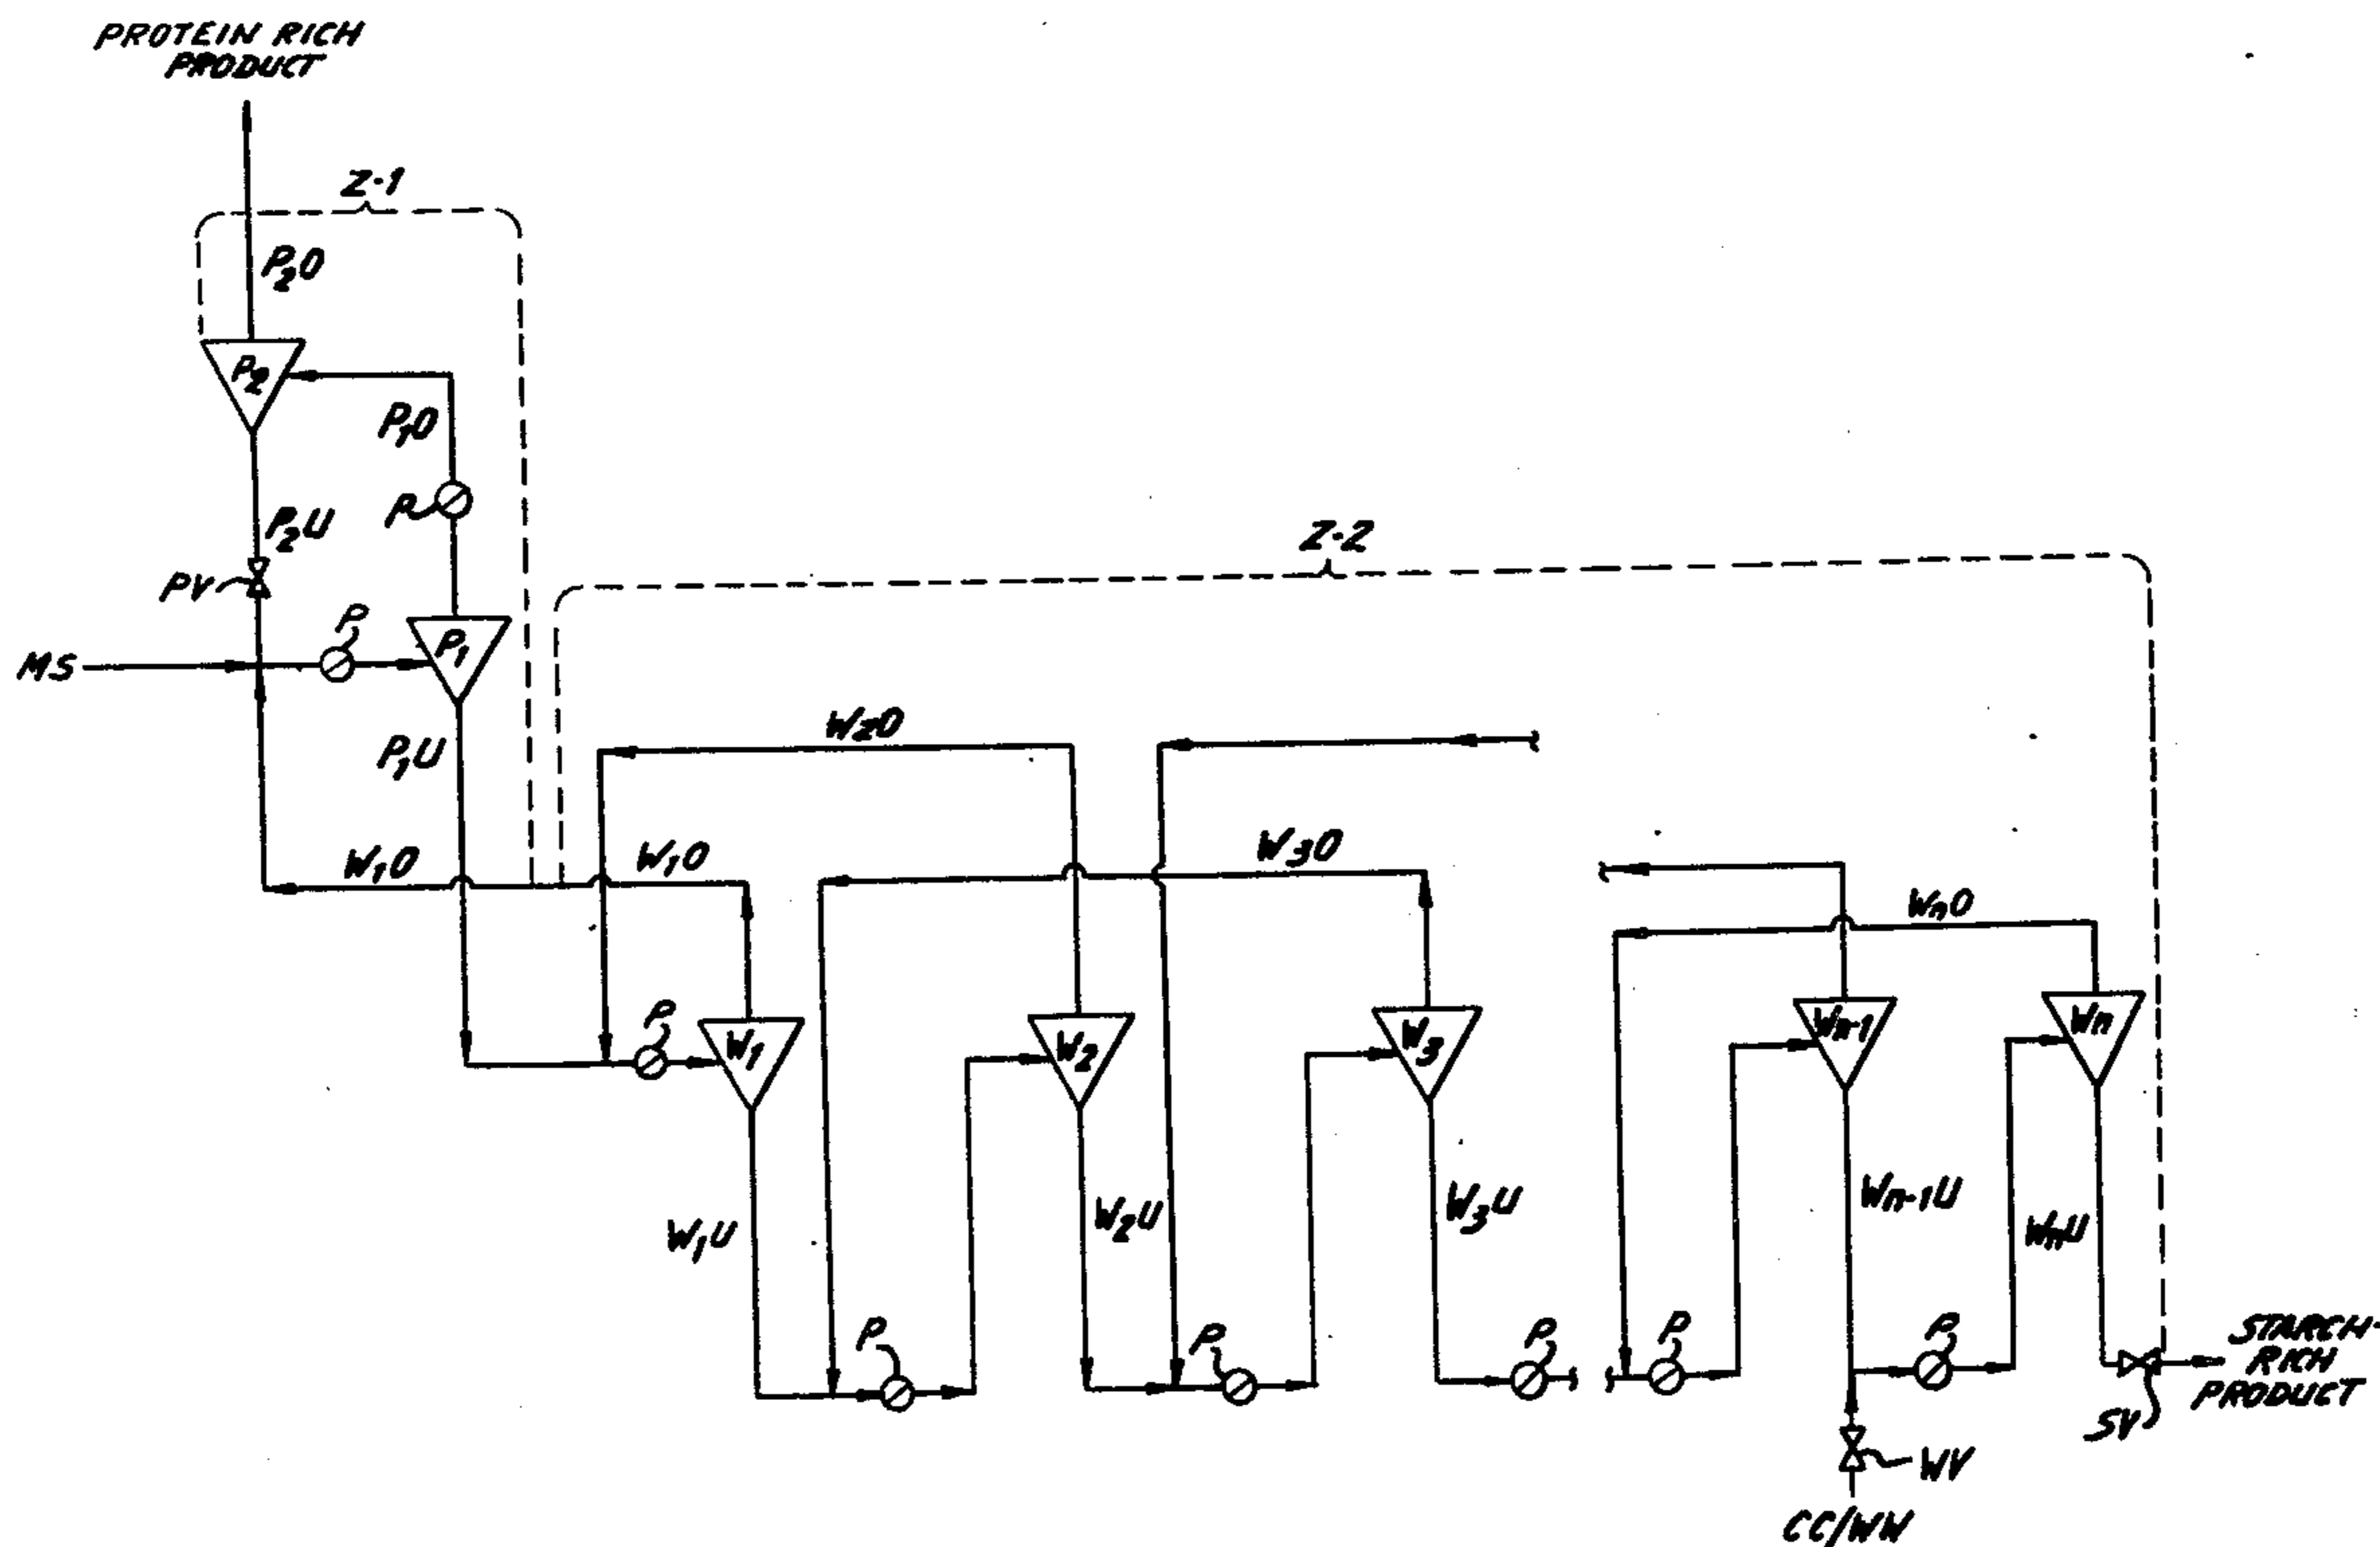 PROTEIN RICH
PRODUCT
Z-1
P₂O
P₂
P₁O
P
P₂U
PV
P
MS
P₁
P₁U
Z-2
W₂O
W₁O
W₁O
W₃O
WₙO
P
W₁
W₂
W₃
Wn-1
Wn
W₁U
W₂U
W₃U
Wn-1U
WnU
P
P
P
P
P
STARCH-
RICH
PRODUCT
SV
WV
CC/WW